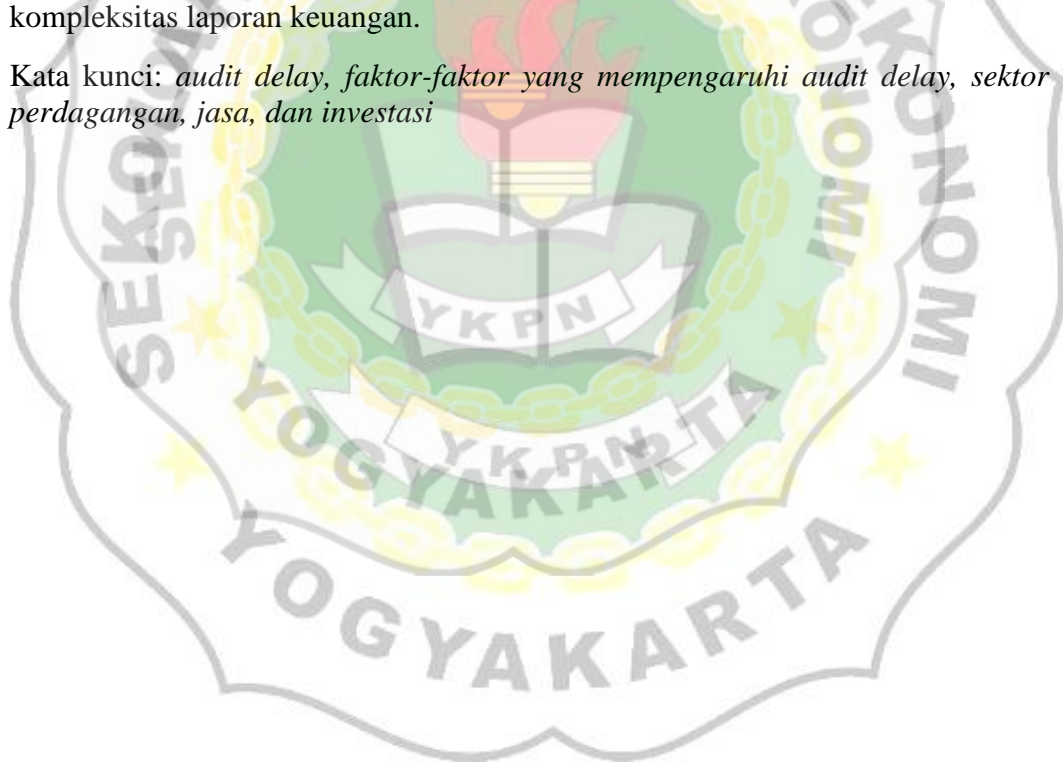 kompleksitas laporan keuangan.
Kata kunci: audit delay, faktor-faktor yang mempengaruhi audit delay, sektor
perdagangan, jasa, dan investasi
YKPN
YKPN
YOGYAKARTA
YOGYAKARTA